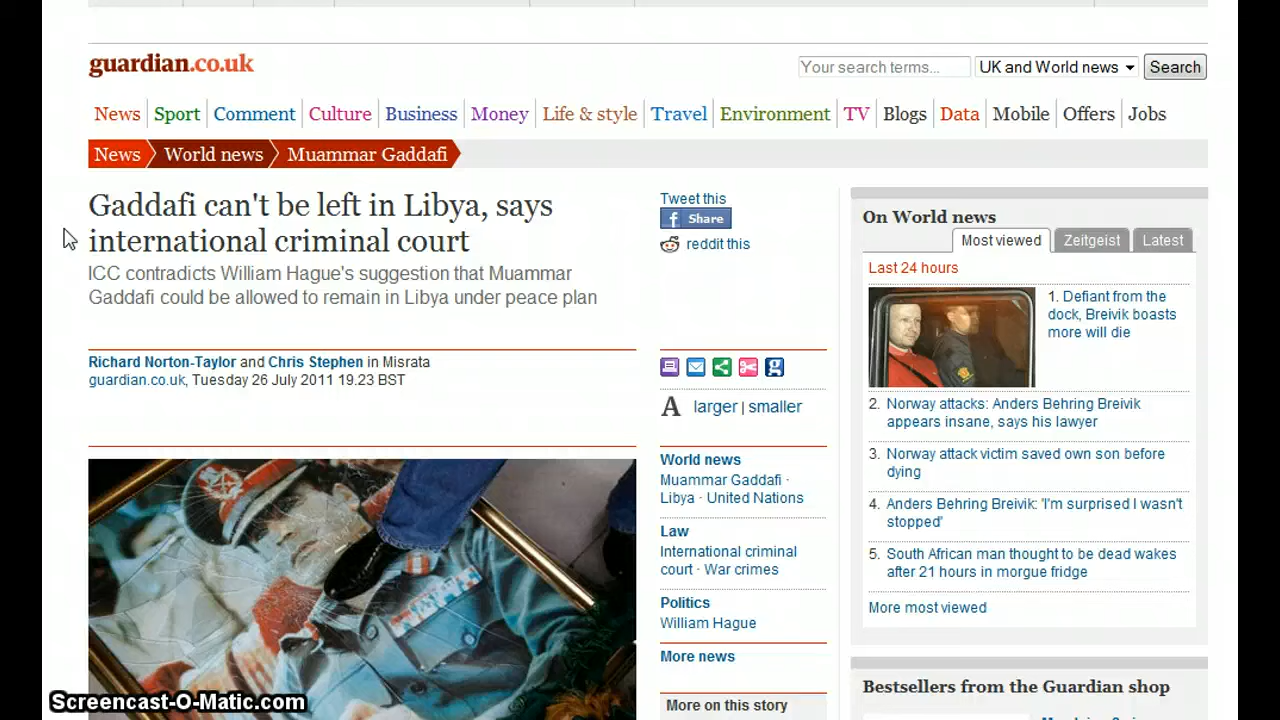 guardian.co.uk
Your search terms...
UK and World news
Search
News
Sport
Comment
Culture
Business
Money
Life & style
Travel
Environment
TV
Blogs
Data
Mobile
Offers
Jobs
News
World news
Muammar Gaddafi
Gaddafi can't be left in Libya, says
international criminal court
ICC contradicts William Hague's suggestion that Muammar
Gaddafi could be allowed to remain in Libya under peace plan
Richard Norton-Taylor and Chris Stephen in Misrata
guardian.co.uk, Tuesday 26 July 2011 19.23 BST
Tweet this
f Share
reddit this
A larger | smaller
World news
Muammar Gaddafi ·
Libya · United Nations
Law
International criminal
court · War crimes
Politics
William Hague
More news
More on this story
On World news
Most viewed
Zeitgeist
Latest
Last 24 hours
1. Defiant from the
dock, Breivik boasts
more will die
2. Norway attacks: Anders Behring Breivik
appears insane, says his lawyer
3. Norway attack victim saved own son before
dying
4. Anders Behring Breivik: 'I'm surprised I wasn't
stopped'
5. South African man thought to be dead wakes
after 21 hours in morgue fridge
More most viewed
Bestsellers from the Guardian shop
Screencast-O-Matic.com